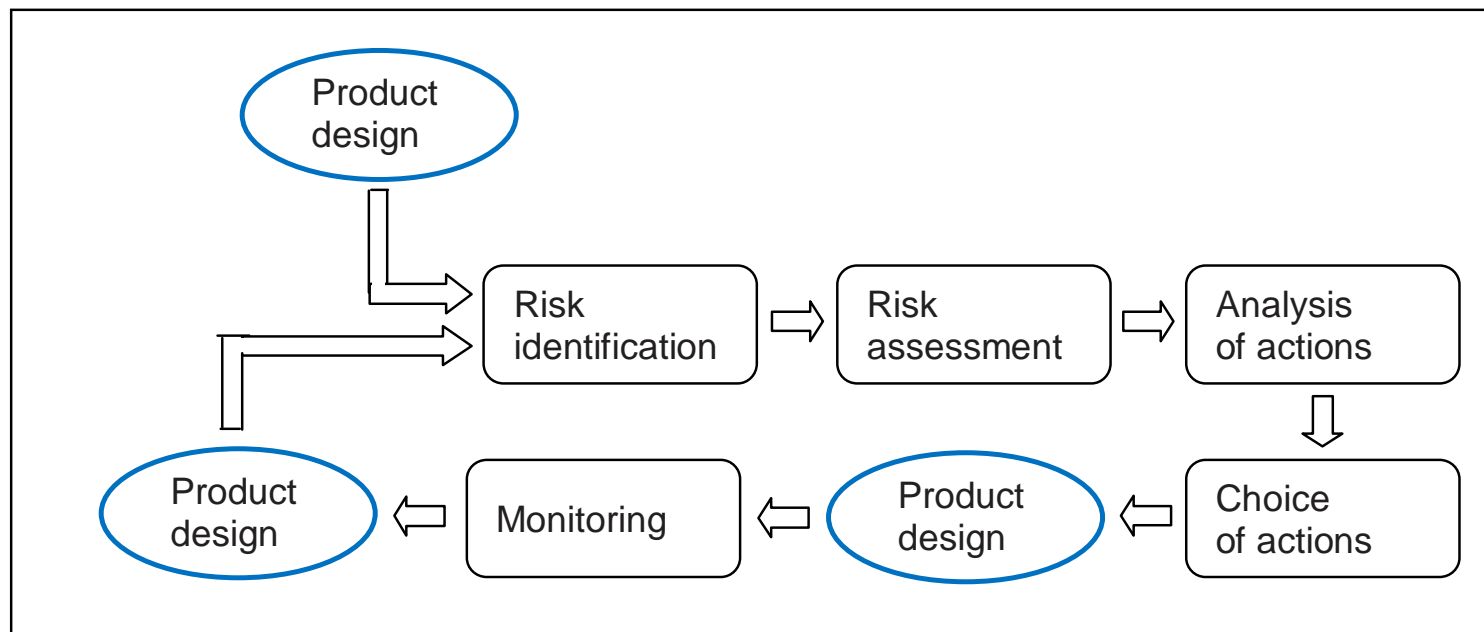 Product
design
Risk
identification
Risk
assessment
Analysis
of actions
Choice
of actions
Product
design
Monitoring
Product
design